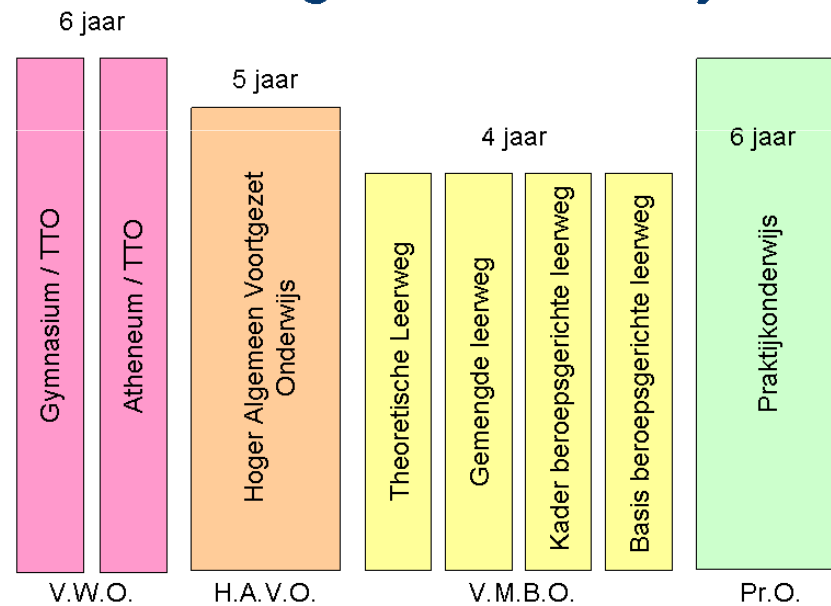 6 jaar
5 jaar
4 jaar
6 jaar
Gymnasium / TTO
Atheneum / TTO
Hoger Algemeen Voortgezet
Onderwijs
Theoretische Leerweg
Gemengde leerweg
Kader beroepsgerichte leerweg
Basis beroepsgerichte leerweg
Praktijkonderwijs
V.W.O.
H.A.V.O.
V.M.B.O.
Pr.O.